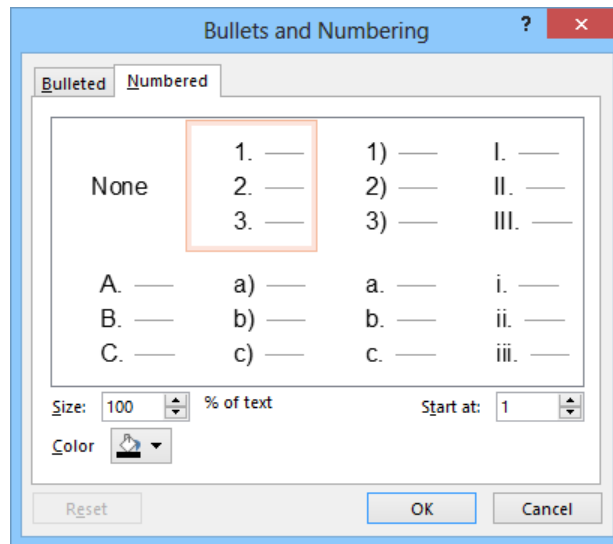 Bullets and Numbering ? ×
Bulleted Numbered
None
1.
2.
3.
1)
2)
3)
I.
II.
III.
A.
B.
C.
a)
b)
c)
a.
b.
c.
i.
ii.
iii.
Size: 100 % of text Start at: 1
Color
Reset OK Cancel